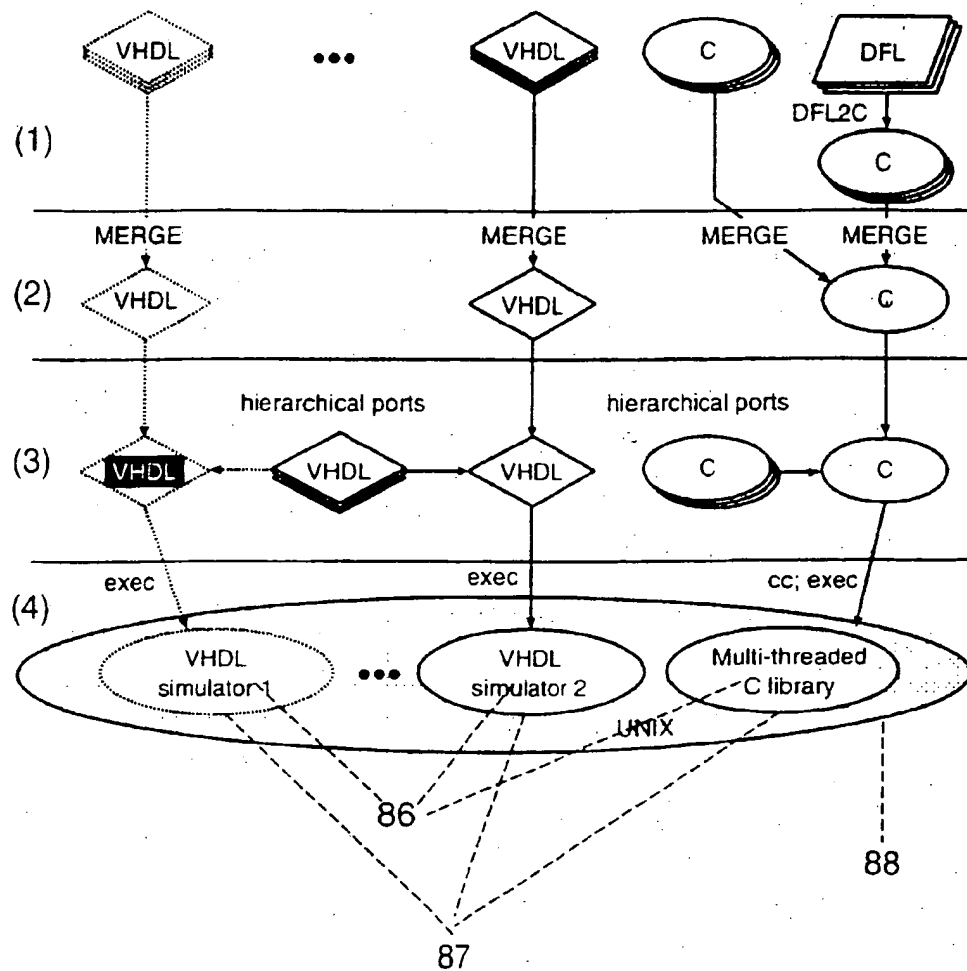 VHDL
VHDL
C
DFL
DFL2C
(1)
C
MERGE
MERGE
MERGE
MERGE
(2)
VHDL
VHDL
C
hierarchical ports
hierarchical ports
(3)
VHDL
VHDL
VHDL
C
C
exec
exec
cc; exec
(4)
VHDL
simulator 1
VHDL
simulator 2
Multi-threaded
C library
UNIX
86
88
87